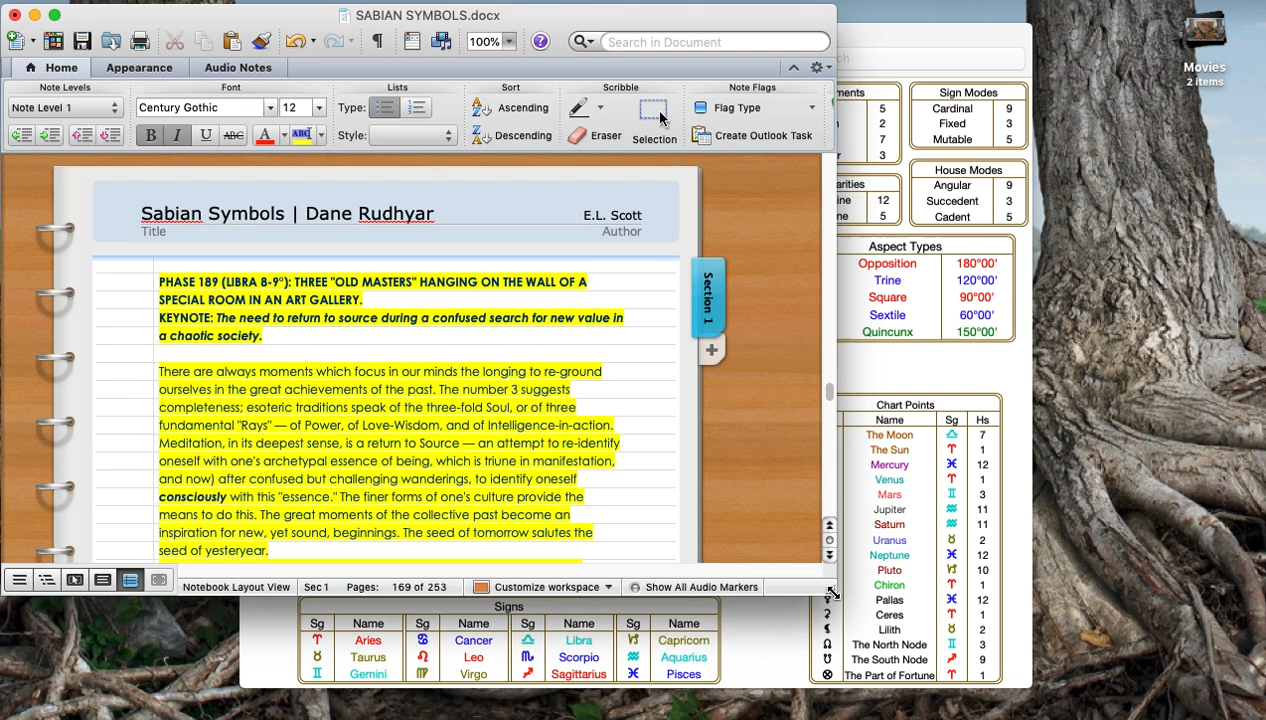 SABIAN SYMBOLS.docx
100%
Search in Document
Home
Appearance
Audio Notes
Note Levels
Font
Lists
Sort
Scribble
Note Flags
Note Level 1
Century Gothic
12
Type:
Ascending
Flag Type
B I U ABC
A
ABC
Style:
Descending
Eraser
Selection
Create Outlook Task
Sabian Symbols | Dane Rudhyar
E.L. Scott
Title
Author
PHASE 189 (LIBRA 8-9°): THREE "OLD MASTERS" HANGING ON THE WALL OF A
SPECIAL ROOM IN AN ART GALLERY.
KEYNOTE: The need to return to source during a confused search for new value in
a chaotic society.
There are always moments which focus in our minds the longing to re-ground
ourselves in the great achievements of the past. The number 3 suggests
completeness; esoteric traditions speak of the three-fold Soul, or of three
fundamental "Rays" — of Power, of Love-Wisdom, and of Intelligence-in-action.
Meditation, in its deepest sense, is a return to Source — an attempt to re-identify
oneself with one's archetypal essence of being, which is triune in manifestation,
and now) after confused but challenging wanderings, to identify oneself
consciously with this "essence." The finer forms of one's culture provide the
means to do this. The great moments of the collective past become an
inspiration for new, yet sound, beginnings. The seed of tomorrow salutes the
seed of yesteryear.
Section 1
Notebook Layout View
Sec 1
Pages:
169 of 253
Customize workspace
Show All Audio Markers
ments
5
2
7
3
Sign Modes
Cardinal 9
Fixed 3
Mutable 5
arities
ine 12
ne 5
House Modes
Angular 9
Succedent 3
Cadent 5
Aspect Types
Opposition 180°00'
Trine 120°00'
Square 90°00'
Sextile 60°00'
Quincunx 150°00'
Chart Points
Name Sg Hs
The Moon ♎ 7
The Sun ♈ 1
Mercury ♓ 12
Venus ♈ 1
Mars ♊ 3
Jupiter ♒ 11
Saturn ♒ 11
Uranus ♉ 2
Neptune ♓ 12
Pluto ♑ 10
Chiron ♈ 1
Pallas ♓ 12
Ceres ♈ 1
Lilith ♉ 2
The North Node ♊ 3
The South Node ♐ 9
The Part of Fortune ♈ 1
Signs
Sg Name Sg Name Sg Name Sg Name
♈ Aries ♋ Cancer ♎ Libra ♑ Capricorn
♉ Taurus ♌ Leo ♏ Scorpio ♒ Aquarius
♊ Gemini ♍ Virgo ♐ Sagittarius ♓ Pisces
Movies
2 items